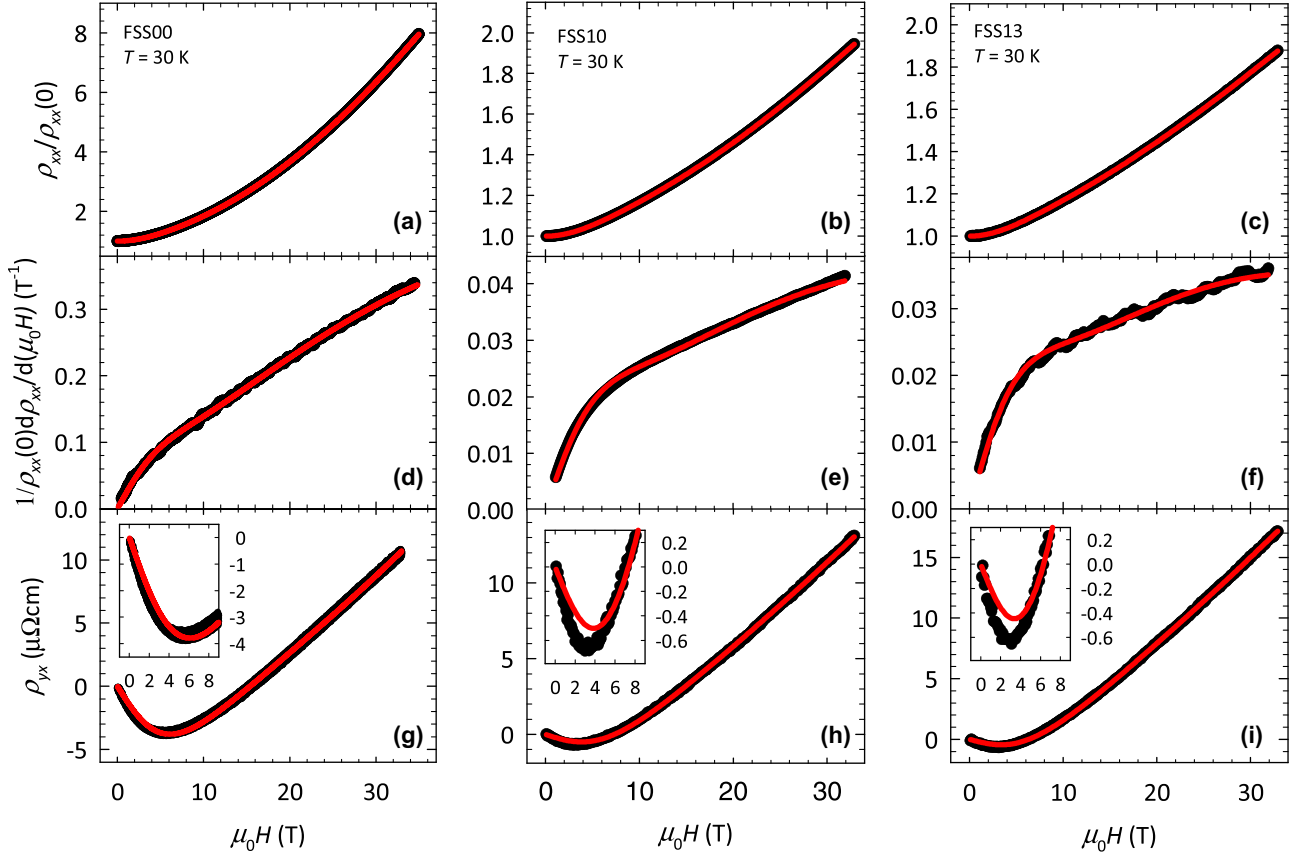 FSS00
T = 30 K
ρxx/ρxx(0)
8
6
4
2
(a)
FSS10
T = 30 K
2.0
1.8
1.6
1.4
1.2
1.0
(b)
FSS13
T = 30 K
2.0
1.8
1.6
1.4
1.2
1.0
(c)
1/ρxx(0)dρxx/d(μ0H) (T-1)
0.3
0.2
0.1
0.0
(d)
0.04
0.03
0.02
0.01
0.00
(e)
0.03
0.02
0.01
0.00
(f)
ρyx (μΩcm)
10
5
0
-5
0
-1
-2
-3
-4
0 2 4 6 8
(g)
10
5
0
0.2
0.0
-0.2
-0.4
-0.6
0 2 4 6 8
(h)
15
10
5
0
0.2
0.0
-0.2
-0.4
-0.6
0 2 4 6 8
(i)
0 10 20 30
0 10 20 30
0 10 20 30
μ0H (T)
μ0H (T)
μ0H (T)